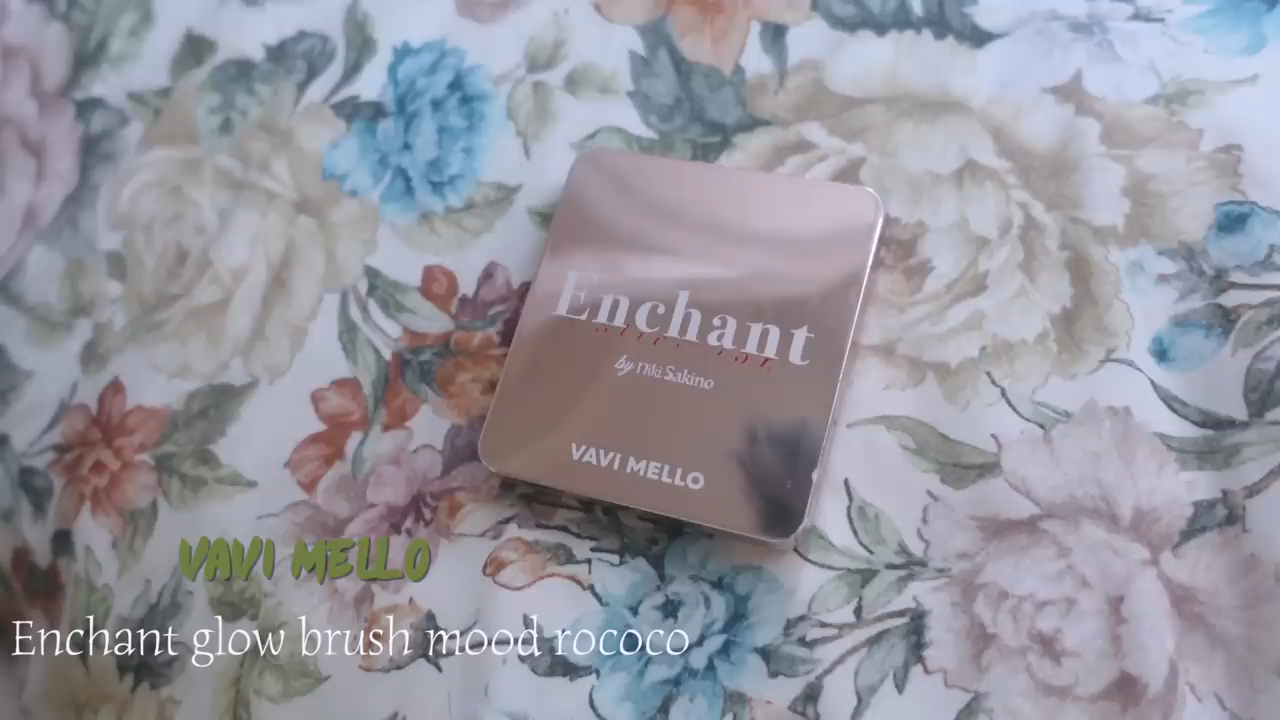 Enchant
by Niki Sakino
VAVI MELLO
VAVI MELLO
Enchant glow brush mood rococo